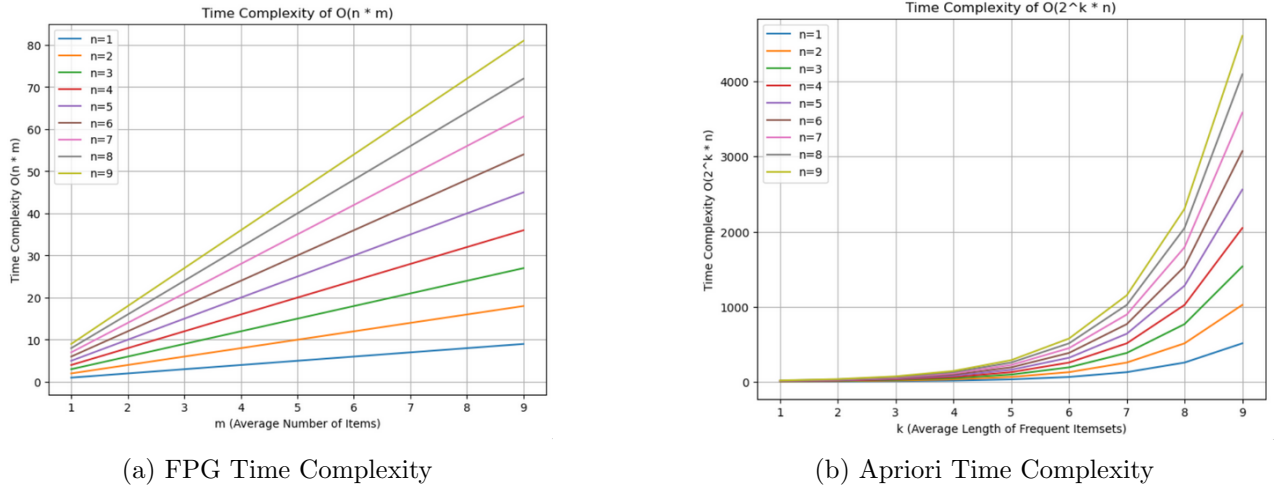 Time Complexity of O(n * m)
Time Complexity O(n * m)
80
70
60
50
40
30
20
10
0
n=1
n=2
n=3
n=4
n=5
n=6
n=7
n=8
n=9
1 2 3 4 5 6 7 8 9
m (Average Number of Items)
(a) FPG Time Complexity
Time Complexity of O(2^k * n)
Time Complexity O(2^k * n)
4000
3000
2000
1000
0
n=1
n=2
n=3
n=4
n=5
n=6
n=7
n=8
n=9
1 2 3 4 5 6 7 8 9
k (Average Length of Frequent Itemsets)
(b) Apriori Time Complexity